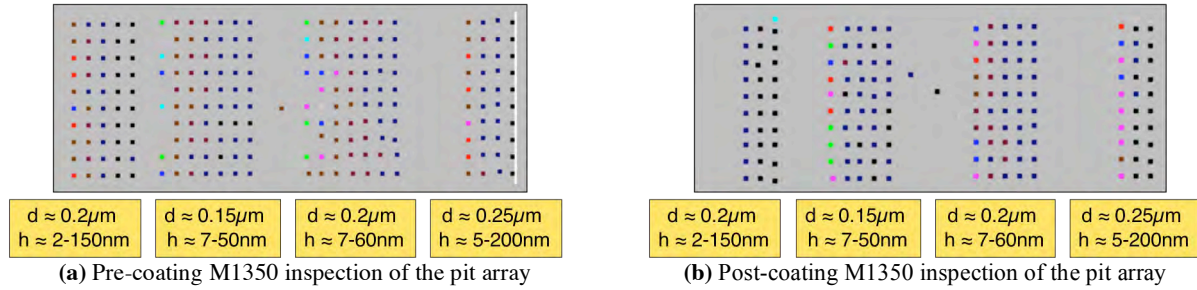 d ≈ 0.2µm
h ≈ 2-150nm
d ≈ 0.15µm
h ≈ 7-50nm
d ≈ 0.2µm
h ≈ 7-60nm
d ≈ 0.25µm
h ≈ 5-200nm
(a) Pre-coating M1350 inspection of the pit array
d ≈ 0.2µm
h ≈ 2-150nm
d ≈ 0.15µm
h ≈ 7-50nm
d ≈ 0.2µm
h ≈ 7-60nm
d ≈ 0.25µm
h ≈ 5-200nm
(b) Post-coating M1350 inspection of the pit array